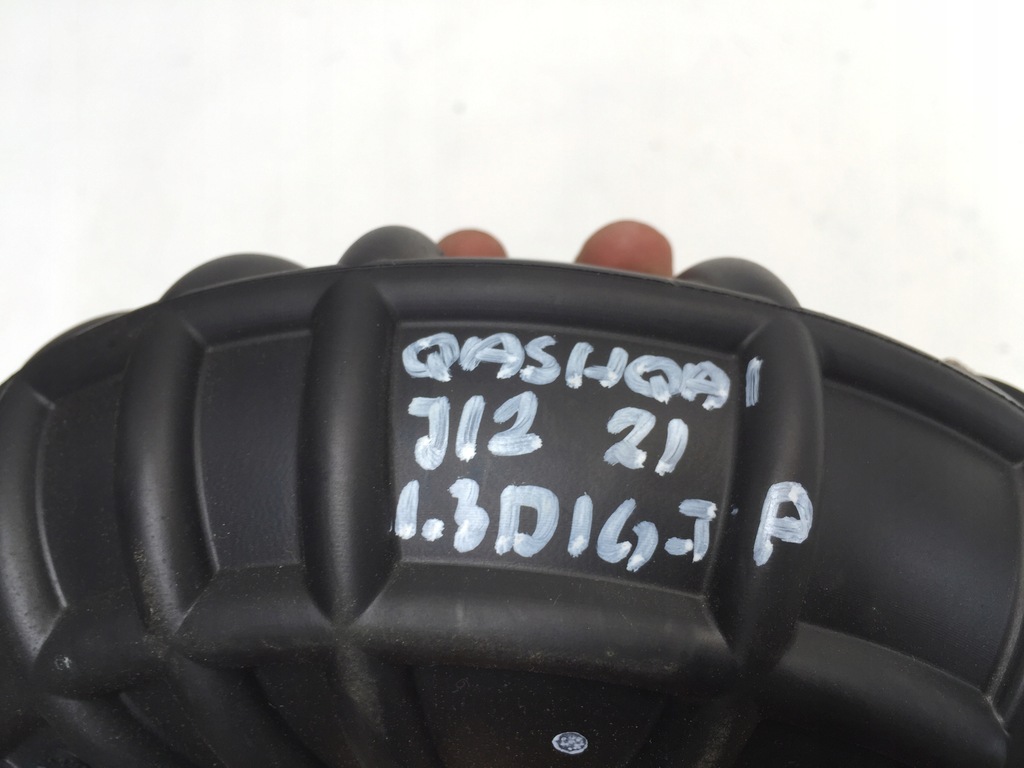 QASHQAI
J12 21
1.3DIG-T P